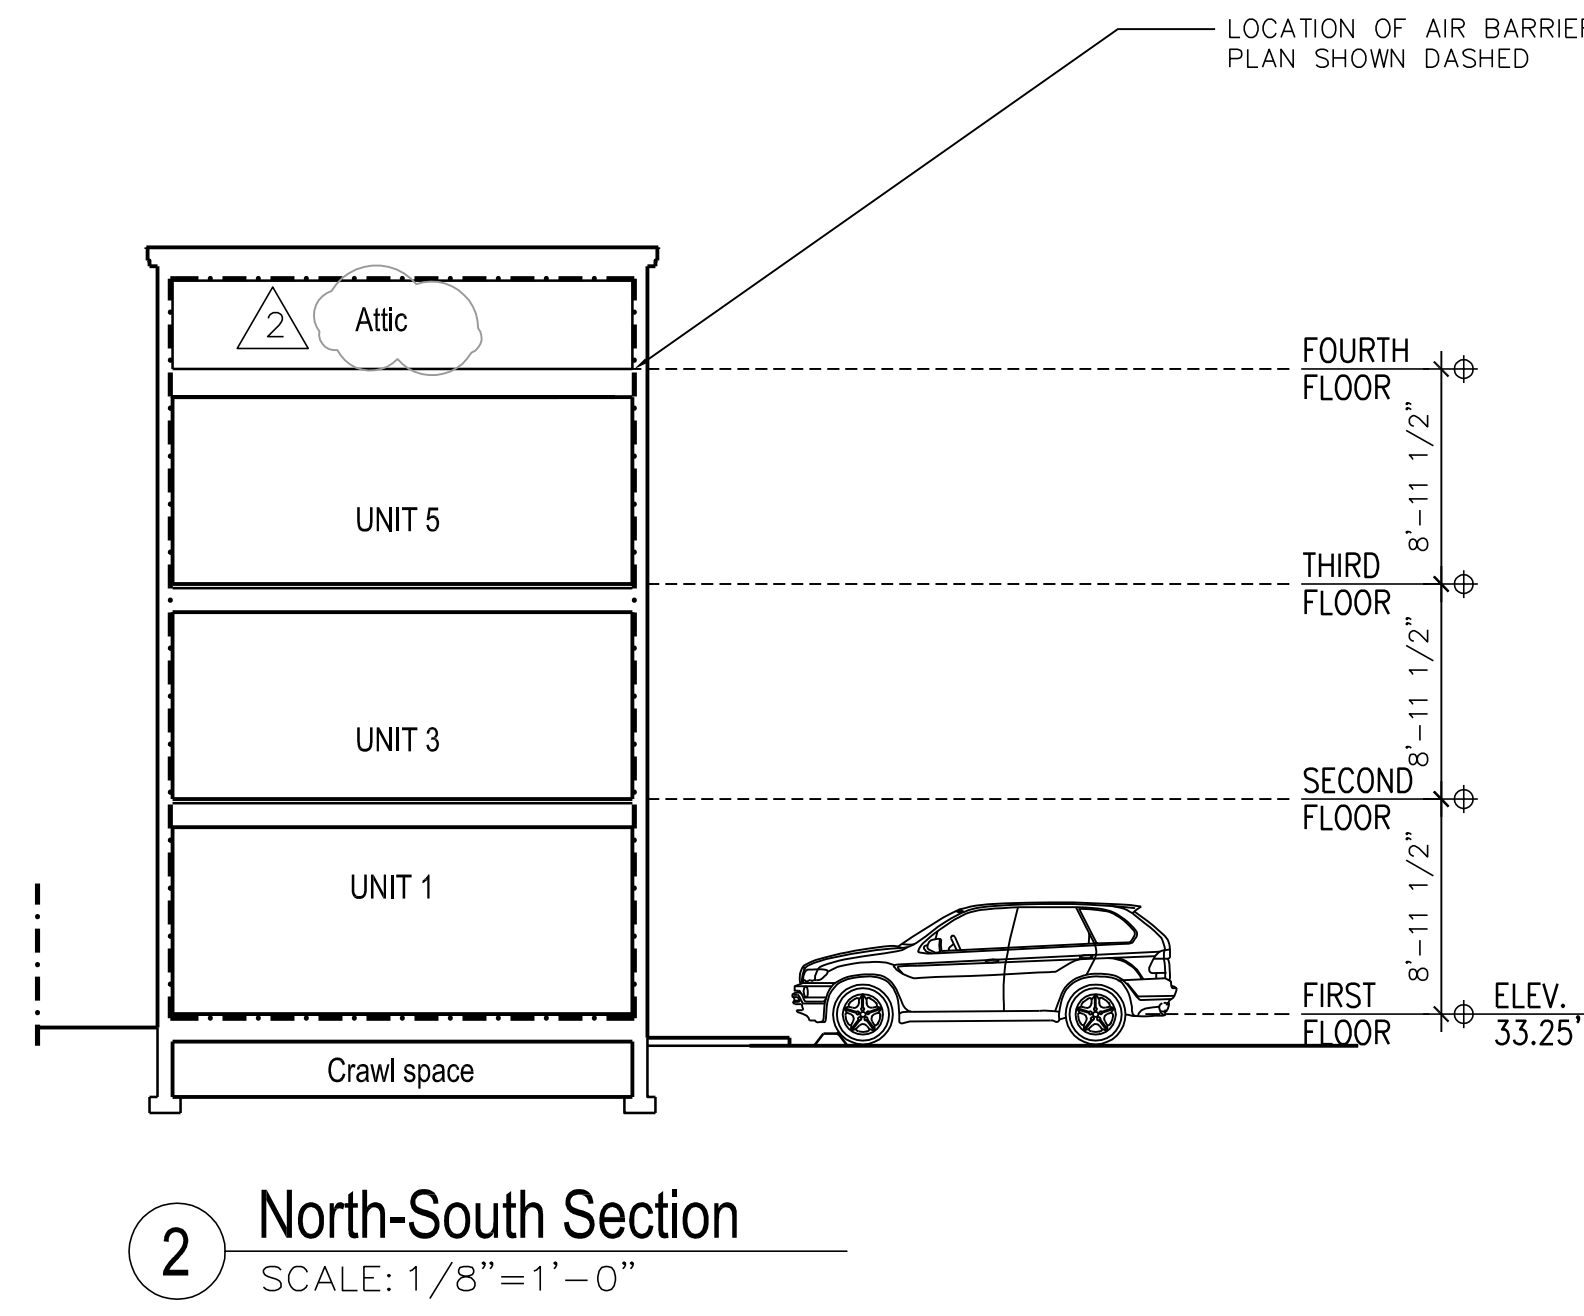 LOCATION OF AIR BARRIER
PLAN SHOWN DASHED
2
Attic
FOURTH
FLOOR
8'-11 1/2"
UNIT 5
THIRD
FLOOR
8'-11 1/2"
UNIT 3
SECOND
FLOOR
8'-11 1/2"
UNIT 1
FIRST
FLOOR
ELEV.
33.25'
Crawl space
2
North-South Section
SCALE: 1/8"=1'-0"